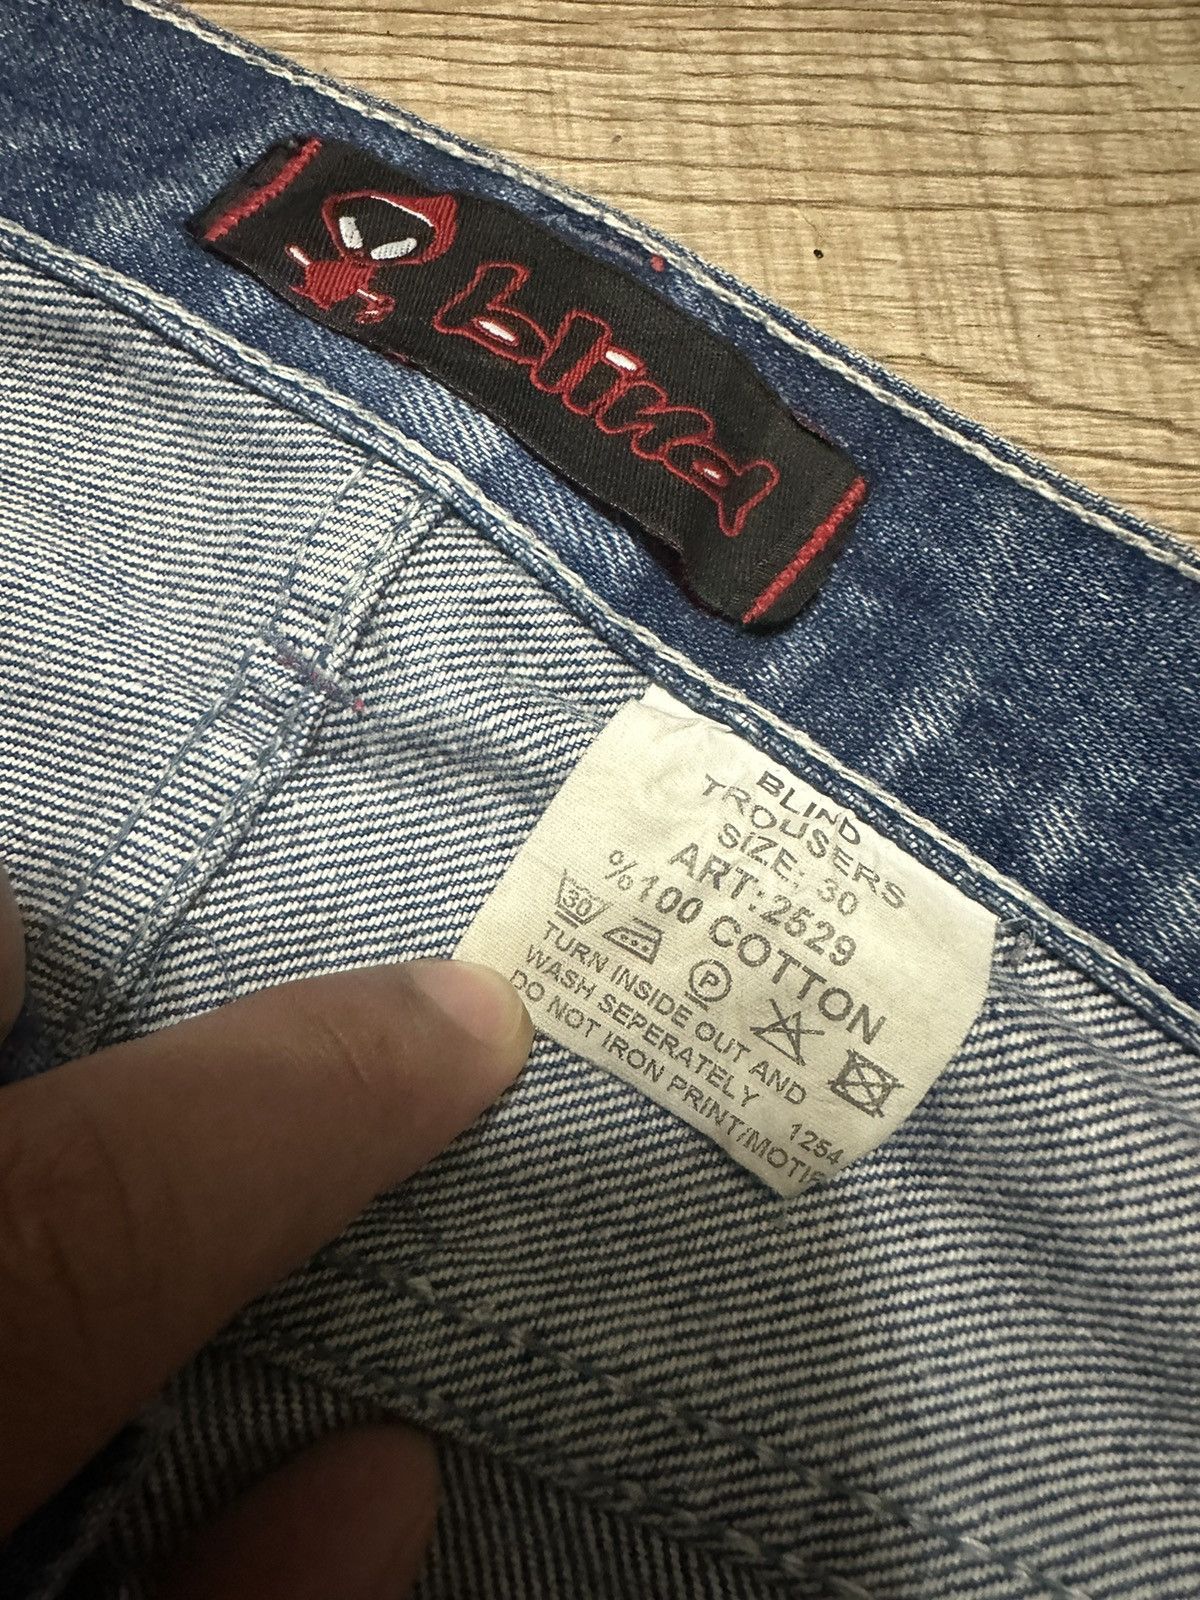 blind
BLIND
TROUSERS
SIZE: 30
ART:2529
%100 COTTON
30 P
TURN INSIDE OUT AND
WASH SEPERATELY
DO NOT IRON PRINT/MOTIF
1254